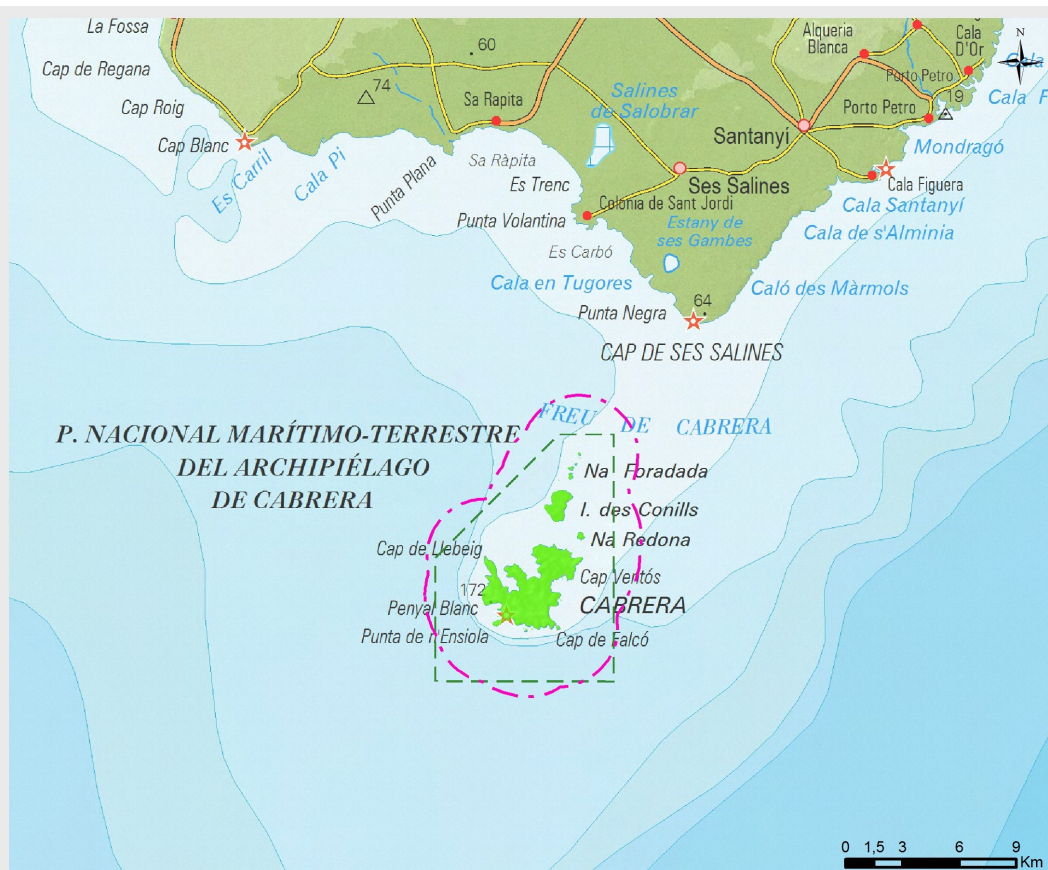 La Fossa
60
Alqueria
Blanca
Cala
D'Or
N
Cap de Regana
74
Porto Petro
Cap Roig
Sa Rapita
Salines
de Salobrar
Porto Petro
19
Cala F
Cap Blanc
Santanyí
Mondragó
Es Carril
Cala Pi
Punta Plana
Sa Ràpita
Es Trenc
Ses Salines
Cala Figuera
Colònia de Sant Jordi
Cala Santanyí
Punta Volantina
Estany de
ses Gambes
Cala de s'Alminia
Es Carbó
Cala en Tugores
Caló des Màrmols
Punta Negra
64
CAP DE SES SALINES
FREU DE CABRERA
P. NACIONAL MARÍTIMO-TERRESTRE
DEL ARCHIPIÉLAGO
DE CABRERA
Na Foradada
I. des Conills
Na Redona
Cap de Llebeig
Cap Ventós
172
Penyal Blanc
CABRERA
Punta de n'Ensiola
Cap de Falcó
0 1,5 3 6 9
Km